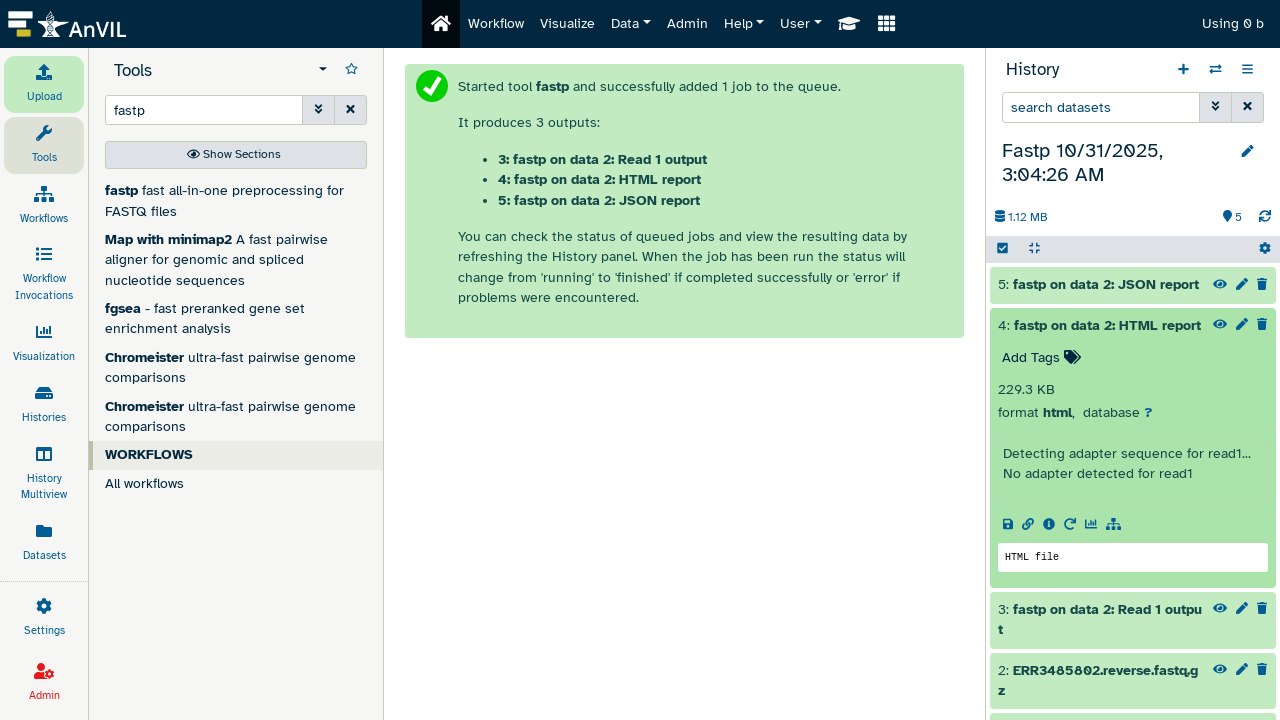 AnVIL
Workflow
Visualize
Data
Admin
Help
User
Using 0 b
Upload
Tools
Workflows
Workflow
Invocations
Visualization
Histories
History
Multiview
Datasets
Settings
Admin
Tools
fastp
Show Sections
fastp fast all-in-one preprocessing for
FASTQ files
Map with minimap2 A fast pairwise
aligner for genomic and spliced
nucleotide sequences
fgsea - fast preranked gene set
enrichment analysis
Chromeister ultra-fast pairwise genome
comparisons
Chromeister ultra-fast pairwise genome
comparisons
WORKFLOWS
All workflows
Started tool fastp and successfully added 1 job to the queue.
It produces 3 outputs:
• 3: fastp on data 2: Read 1 output
• 4: fastp on data 2: HTML report
• 5: fastp on data 2: JSON report
You can check the status of queued jobs and view the resulting data by
refreshing the History panel. When the job has been run the status will
change from 'running' to 'finished' if completed successfully or 'error' if
problems were encountered.
History
search datasets
Fastp 10/31/2025,
3:04:26 AM
1.12 MB
5
5: fastp on data 2: JSON report
4: fastp on data 2: HTML report
Add Tags
229.3 KB
format html, database ?
Detecting adapter sequence for read1...
No adapter detected for read1
HTML file
3: fastp on data 2: Read 1 outpu
t
2: ERR3485802.reverse.fastq.g
z